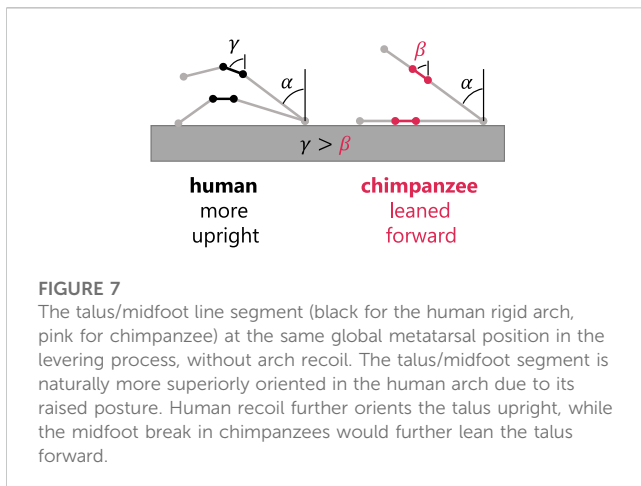 γ
β
α
α
γ > β
human
more
upright
chimpanzee
leaned
forward
FIGURE 7
The talus/midfoot line segment (black for the human rigid arch,
pink for chimpanzee) at the same global metatarsal position in the
levering process, without arch recoil. The talus/midfoot segment is
naturally more superiorly oriented in the human arch due to its
raised posture. Human recoil further orients the talus upright, while
the midfoot break in chimpanzees would further lean the talus
forward.